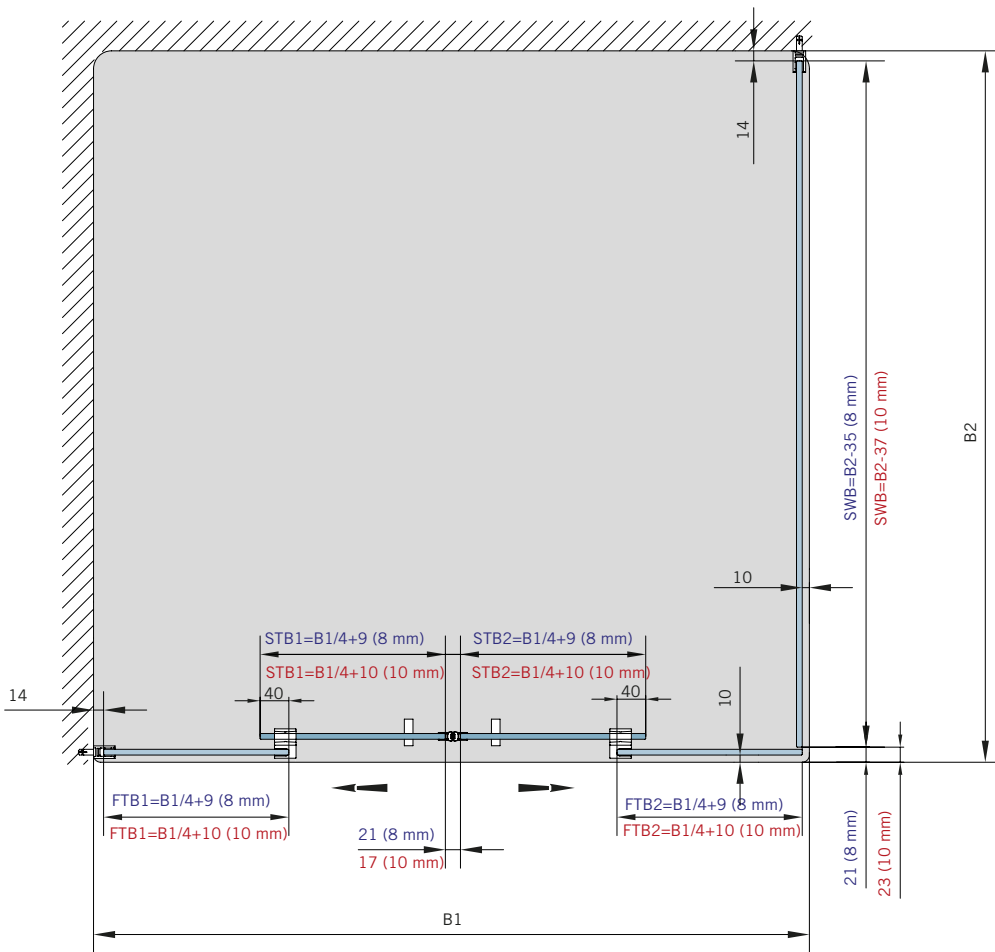 14
SWB=B2-35 (8 mm)
SWB=B2-37 (10 mm)
B2
10
STB1=B1/4+9 (8 mm)
STB2=B1/4+9 (8 mm)
STB1=B1/4+10 (10 mm)
STB2=B1/4+10 (10 mm)
14
40
40
10
FTB1=B1/4+9 (8 mm)
FTB2=B1/4+9 (8 mm)
FTB1=B1/4+10 (10 mm)
FTB2=B1/4+10 (10 mm)
21 (8 mm)
17 (10 mm)
21 (8 mm)
23 (10 mm)
B1